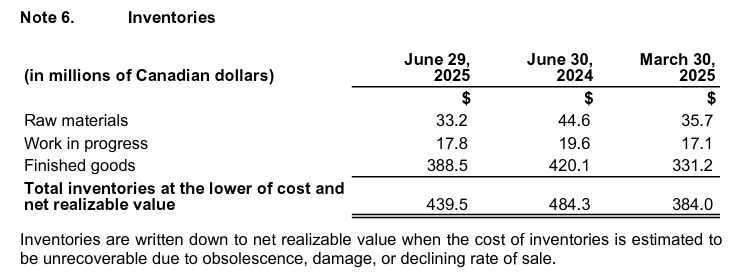 Note 6. Inventories
June 29, June 30, March 30,
(in millions of Canadian dollars) 2025 2024 2025
$ $ $
Raw materials 33.2 44.6 35.7
Work in progress 17.8 19.6 17.1
Finished goods 388.5 420.1 331.2
Total inventories at the lower of cost and
net realizable value 439.5 484.3 384.0
Inventories are written down to net realizable value when the cost of inventories is estimated to
be unrecoverable due to obsolescence, damage, or declining rate of sale.